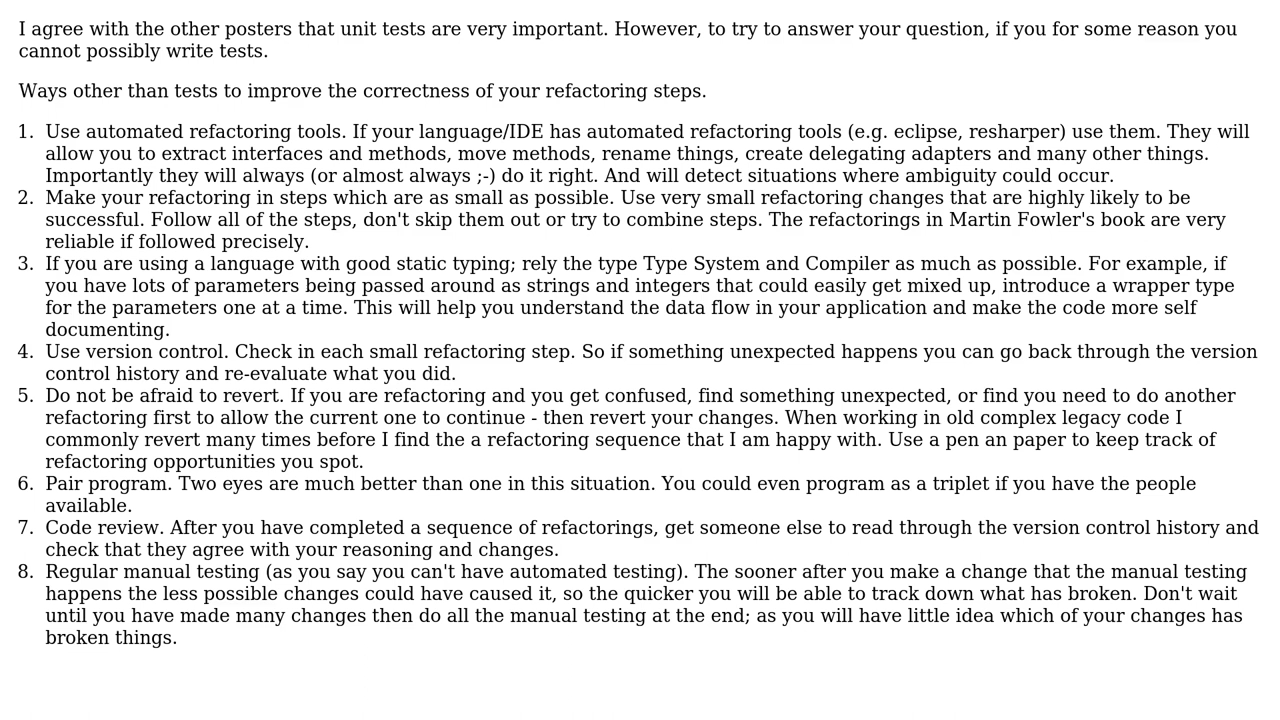 I agree with the other posters that unit tests are very important. However, to try to answer your question, if you for some reason you
cannot possibly write tests.
Ways other than tests to improve the correctness of your refactoring steps.
1. Use automated refactoring tools. If your language/IDE has automated refactoring tools (e.g. eclipse, resharper) use them. They will
allow you to extract interfaces and methods, move methods, rename things, create delegating adapters and many other things.
Importantly they will always (or almost always ;-) do it right. And will detect situations where ambiguity could occur.
2. Make your refactoring in steps which are as small as possible. Use very small refactoring changes that are highly likely to be
successful. Follow all of the steps, don't skip them out or try to combine steps. The refactorings in Martin Fowler's book are very
reliable if followed precisely.
3. If you are using a language with good static typing; rely the type Type System and Compiler as much as possible. For example, if
you have lots of parameters being passed around as strings and integers that could easily get mixed up, introduce a wrapper type
for the parameters one at a time. This will help you understand the data flow in your application and make the code more self
documenting.
4. Use version control. Check in each small refactoring step. So if something unexpected happens you can go back through the version
control history and re-evaluate what you did.
5. Do not be afraid to revert. If you are refactoring and you get confused, find something unexpected, or find you need to do another
refactoring first to allow the current one to continue - then revert your changes. When working in old complex legacy code I
commonly revert many times before I find the a refactoring sequence that I am happy with. Use a pen an paper to keep track of
refactoring opportunities you spot.
6. Pair program. Two eyes are much better than one in this situation. You could even program as a triplet if you have the people
available.
7. Code review. After you have completed a sequence of refactorings, get someone else to read through the version control history and
check that they agree with your reasoning and changes.
8. Regular manual testing (as you say you can't have automated testing). The sooner after you make a change that the manual testing
happens the less possible changes could have caused it, so the quicker you will be able to track down what has broken. Don't wait
until you have made many changes then do all the manual testing at the end; as you will have little idea which of your changes has
broken things.